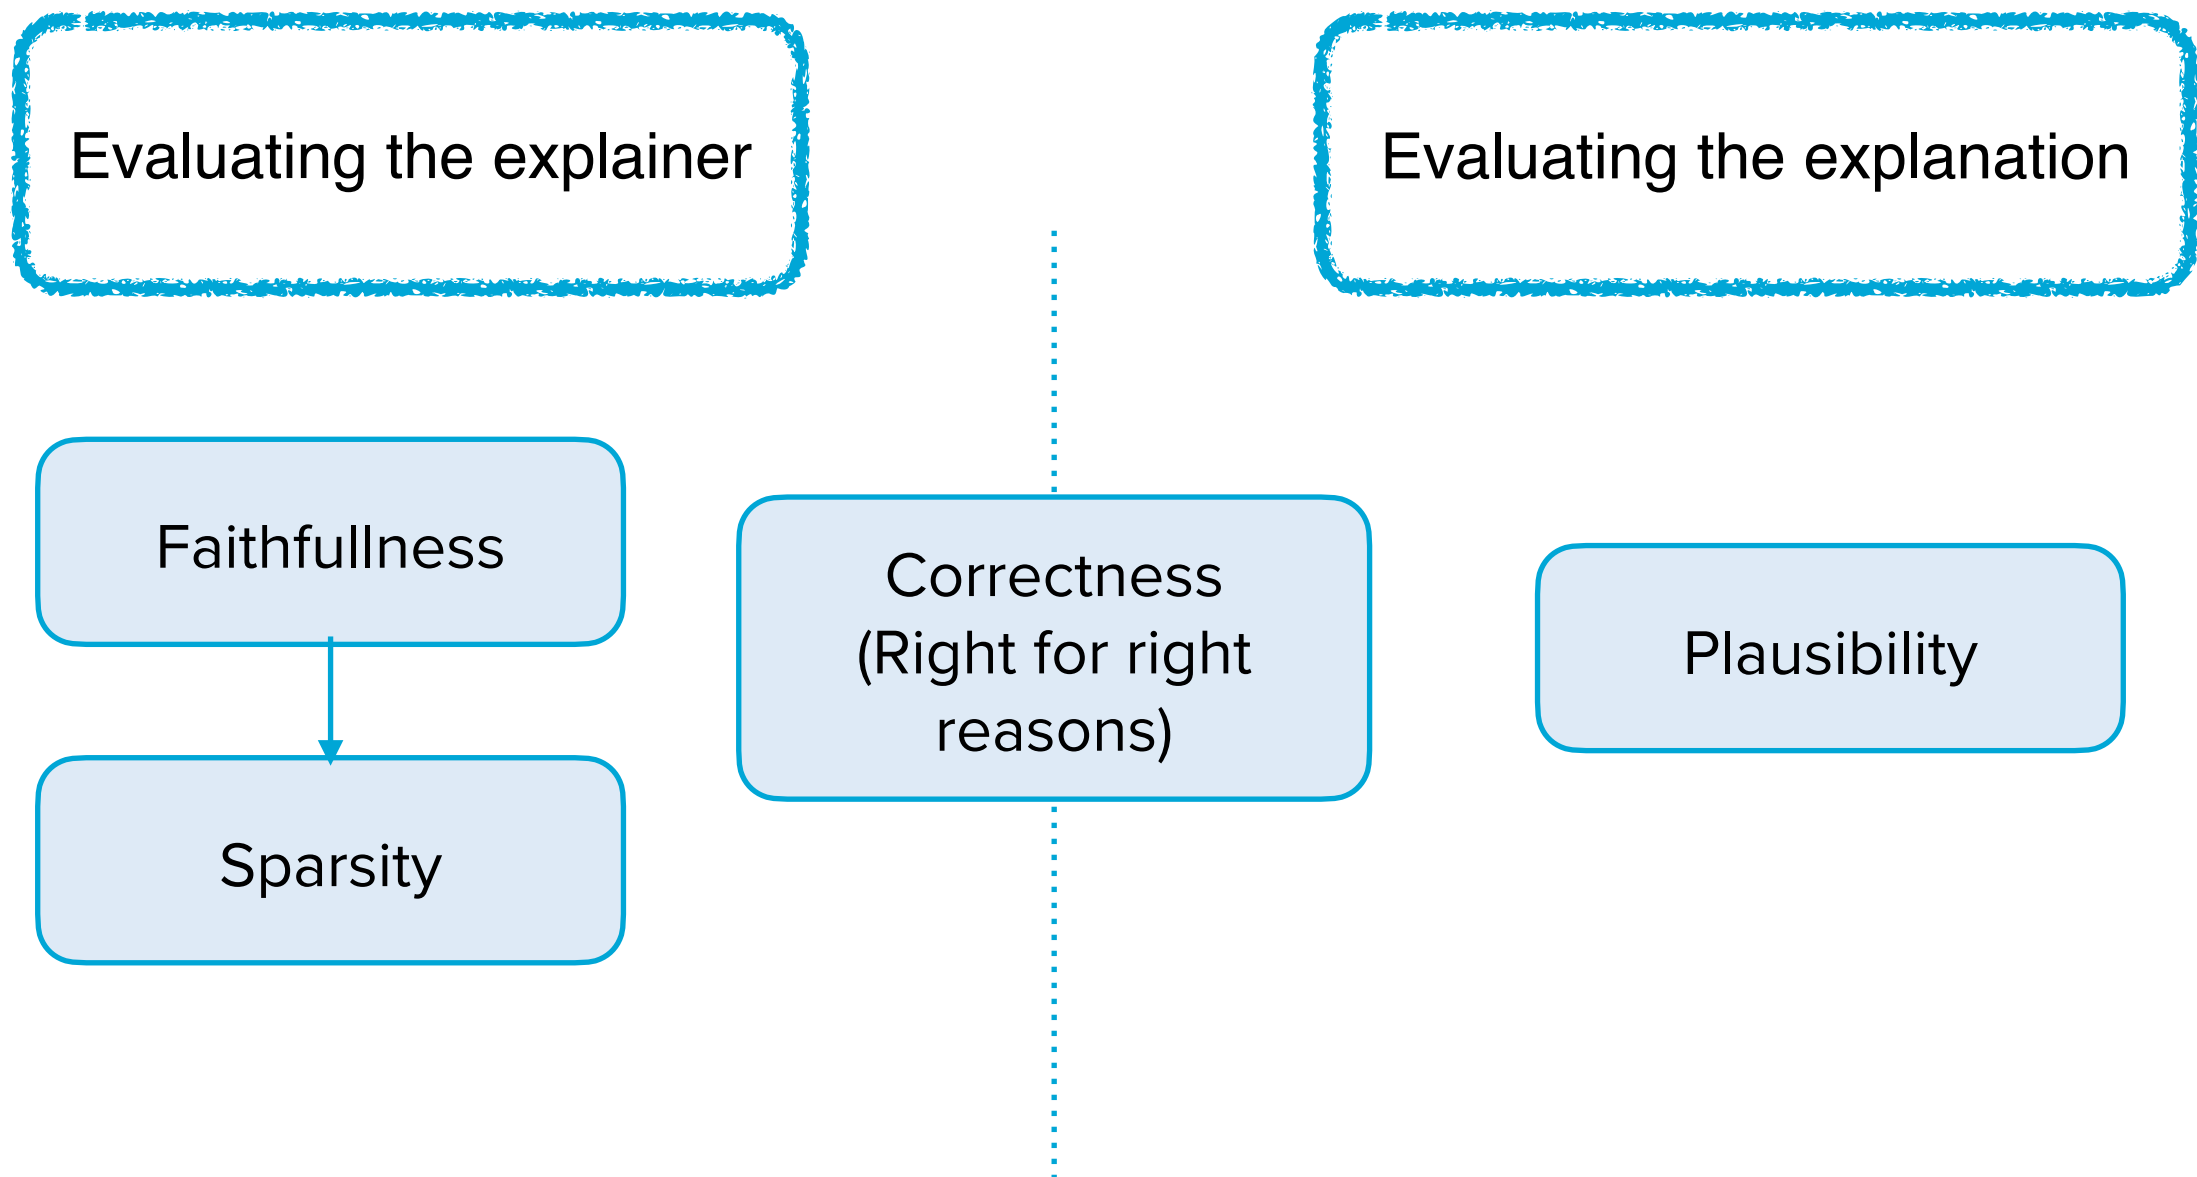 Evaluating the explainer
Evaluating the explanation
Faithfullness
Correctness
(Right for right
reasons)
Plausibility
Sparsity